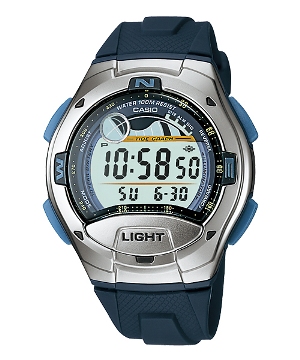 N
WATER 100M RESIST
CASIO
TIDE GRAPH
P
10:58 50
SU 6-30
W
LIGHT